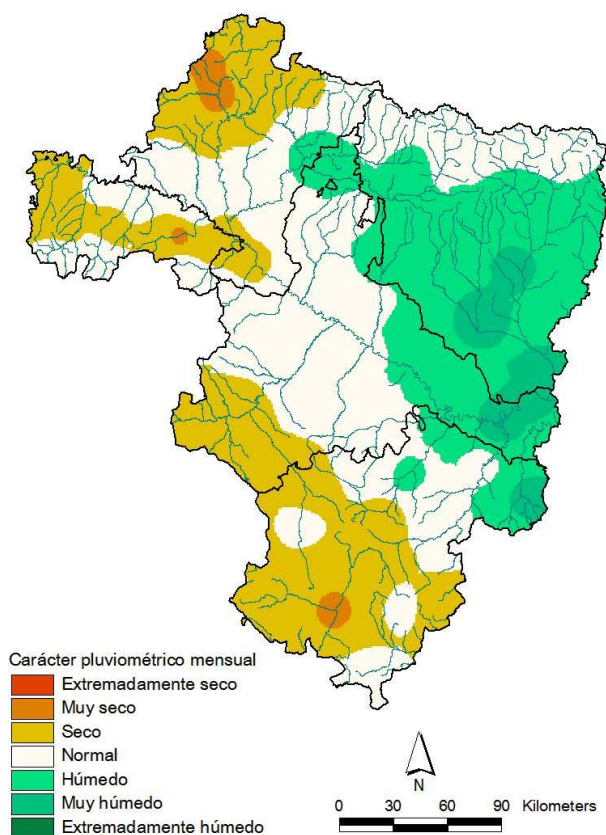 Carácter pluviométrico mensual
Extremadamente seco
Muy seco
Seco
Normal
Húmedo
Muy húmedo
Extremadamente húmedo
N
0 30 60 90 Kilometers